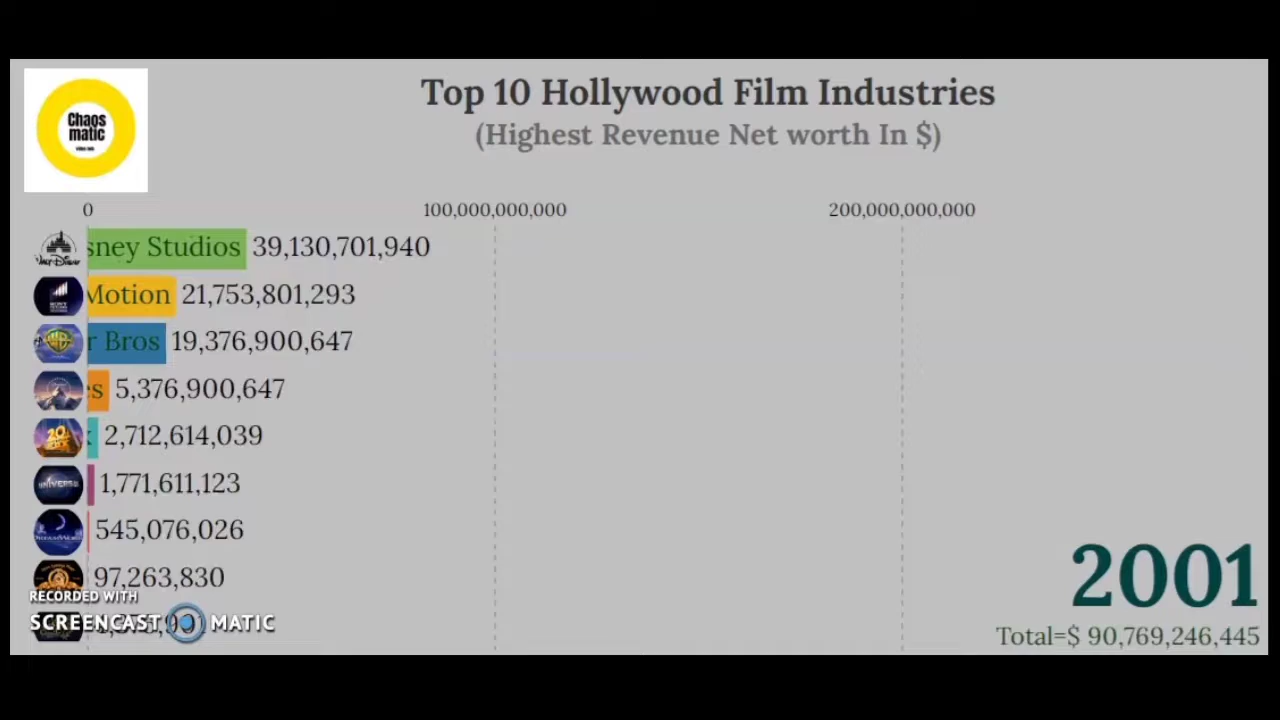 Chaos
matic
Top 10 Hollywood Film Industries
(Highest Revenue Net worth In $)
0 100,000,000,000 200,000,000,000
sney Studios 39,130,701,940
Motion 21,753,801,293
r Bros 19,376,900,647
es 5,376,900,647
2,712,614,039
1,771,611,123
545,076,026
97,263,830
RECORDED WITH
SCREENCAST MATIC
2001
Total=$ 90,769,246,445